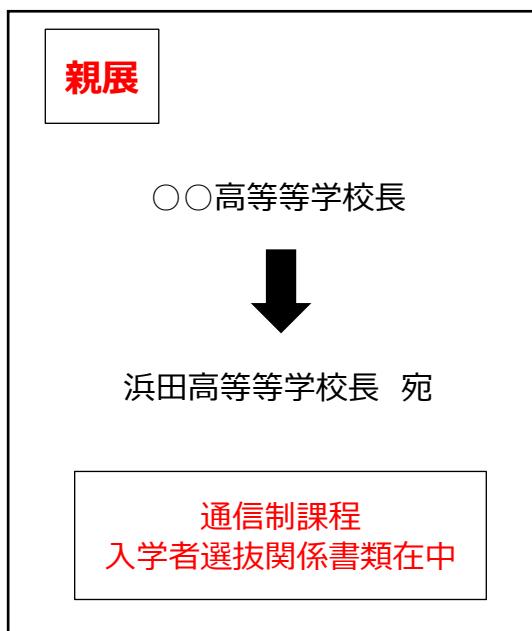 親展
○○高等等学校長
浜田高等等学校長 宛
通信制課程
入学者選抜関係書類在中